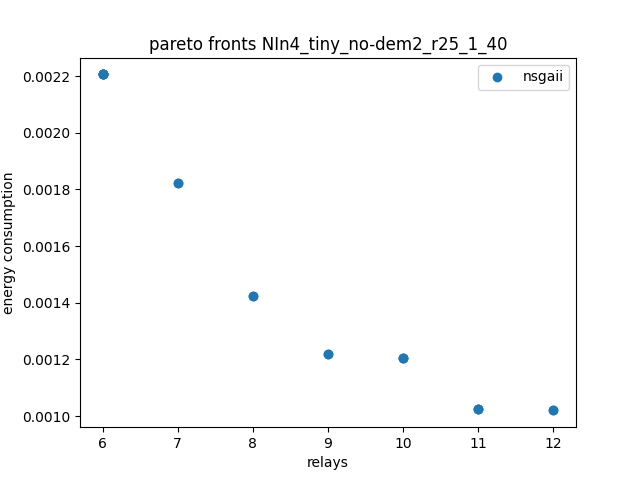 pareto fronts NIn4_tiny_no-dem2_r25_1_40
nsgaii
energy consumption
0.0022
0.0020
0.0018
0.0016
0.0014
0.0012
0.0010
6 7 8 9 10 11 12
relays